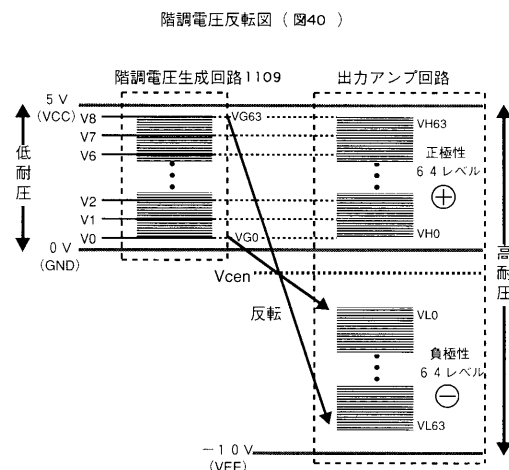 階調電圧反転図 ( 図40 )
階調電圧生成回路1109
出力アンプ回路
5V
(VCC)
V8
V7
V6
V2
V1
V0
0V
(GND)
低耐圧
VG63
VG0
VH63
正極性
64レベル
+
VH0
Vcen
反転
VL0
負極性
64レベル
−
VL63
高耐圧
−10V
(VEE)